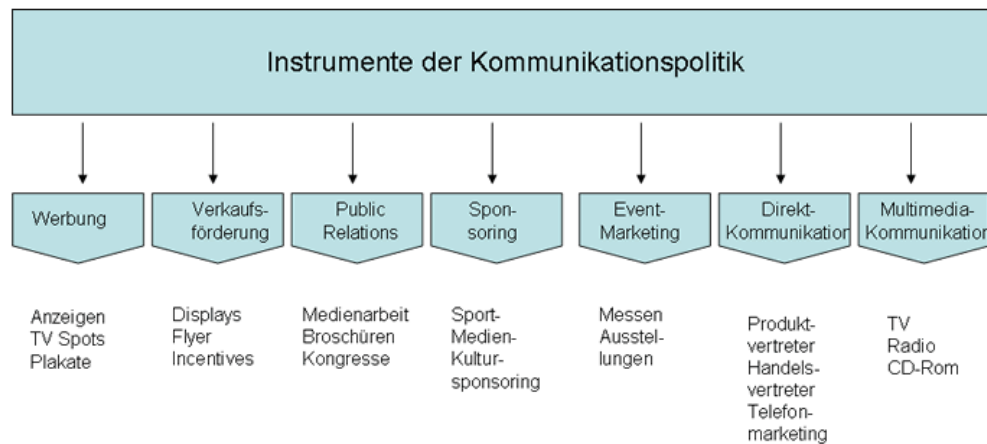 Instrumente der Kommunikationspolitik
Werbung
Verkaufs-
förderung
Public
Relations
Spon-
soring
Event-
Marketing
Direkt-
Kommunikation
Multimedia-
Kommunikation
Anzeigen
TV Spots
Plakate
Displays
Flyer
Incentives
Medienarbeit
Broschüren
Kongresse
Sport-
Medien-
Kultur-
sponsoring
Messen
Ausstel-
lungen
Produkt-
vertreter
Handels-
vertreter
Telefon-
marketing
TV
Radio
CD-Rom